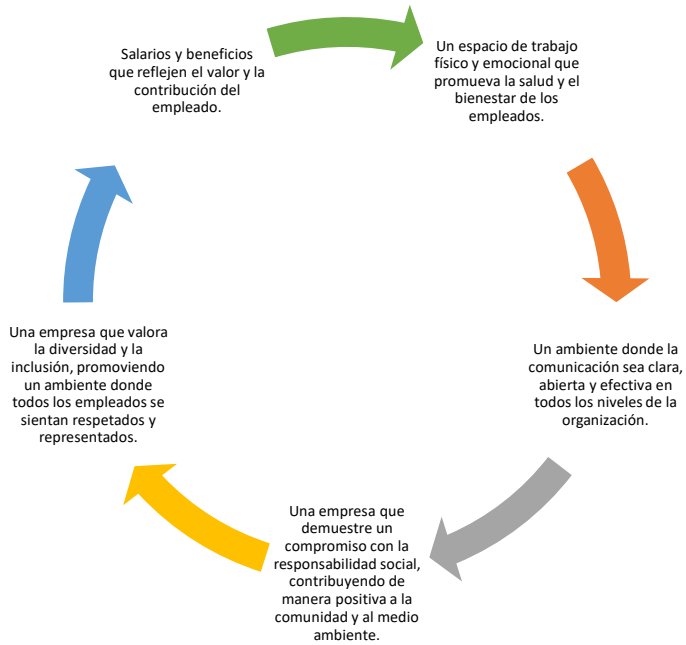 Salarios y beneficios
que reflejen el valor y la
contribución del
empleado.
Un espacio de trabajo
físico y emocional que
promueva la salud y el
bienestar de los
empleados.
Un ambiente donde la
comunicación sea clara,
abierta y efectiva en
todos los niveles de la
organización.
Una empresa que
demuestre un
compromiso con la
responsabilidad social,
contribuyendo de
manera positiva a la
comunidad y al medio
ambiente.
Una empresa que valora
la diversidad y la
inclusión, promoviendo
un ambiente donde
todos los empleados se
sientan respetados y
representados.